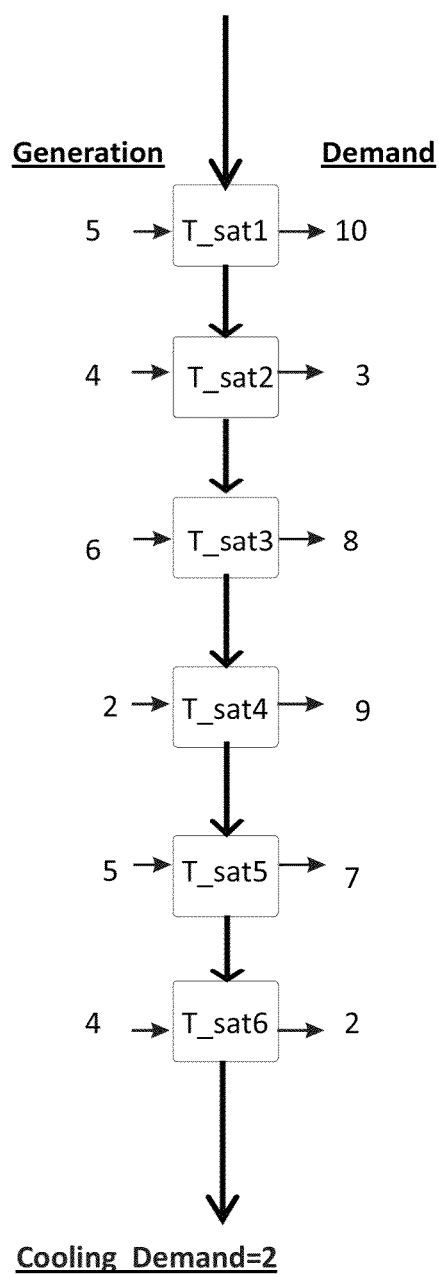 Generation Demand
5 T_sat1 10
4 T_sat2 3
6 T_sat3 8
2 T_sat4 9
5 T_sat5 7
4 T_sat6 2
Cooling Demand=2